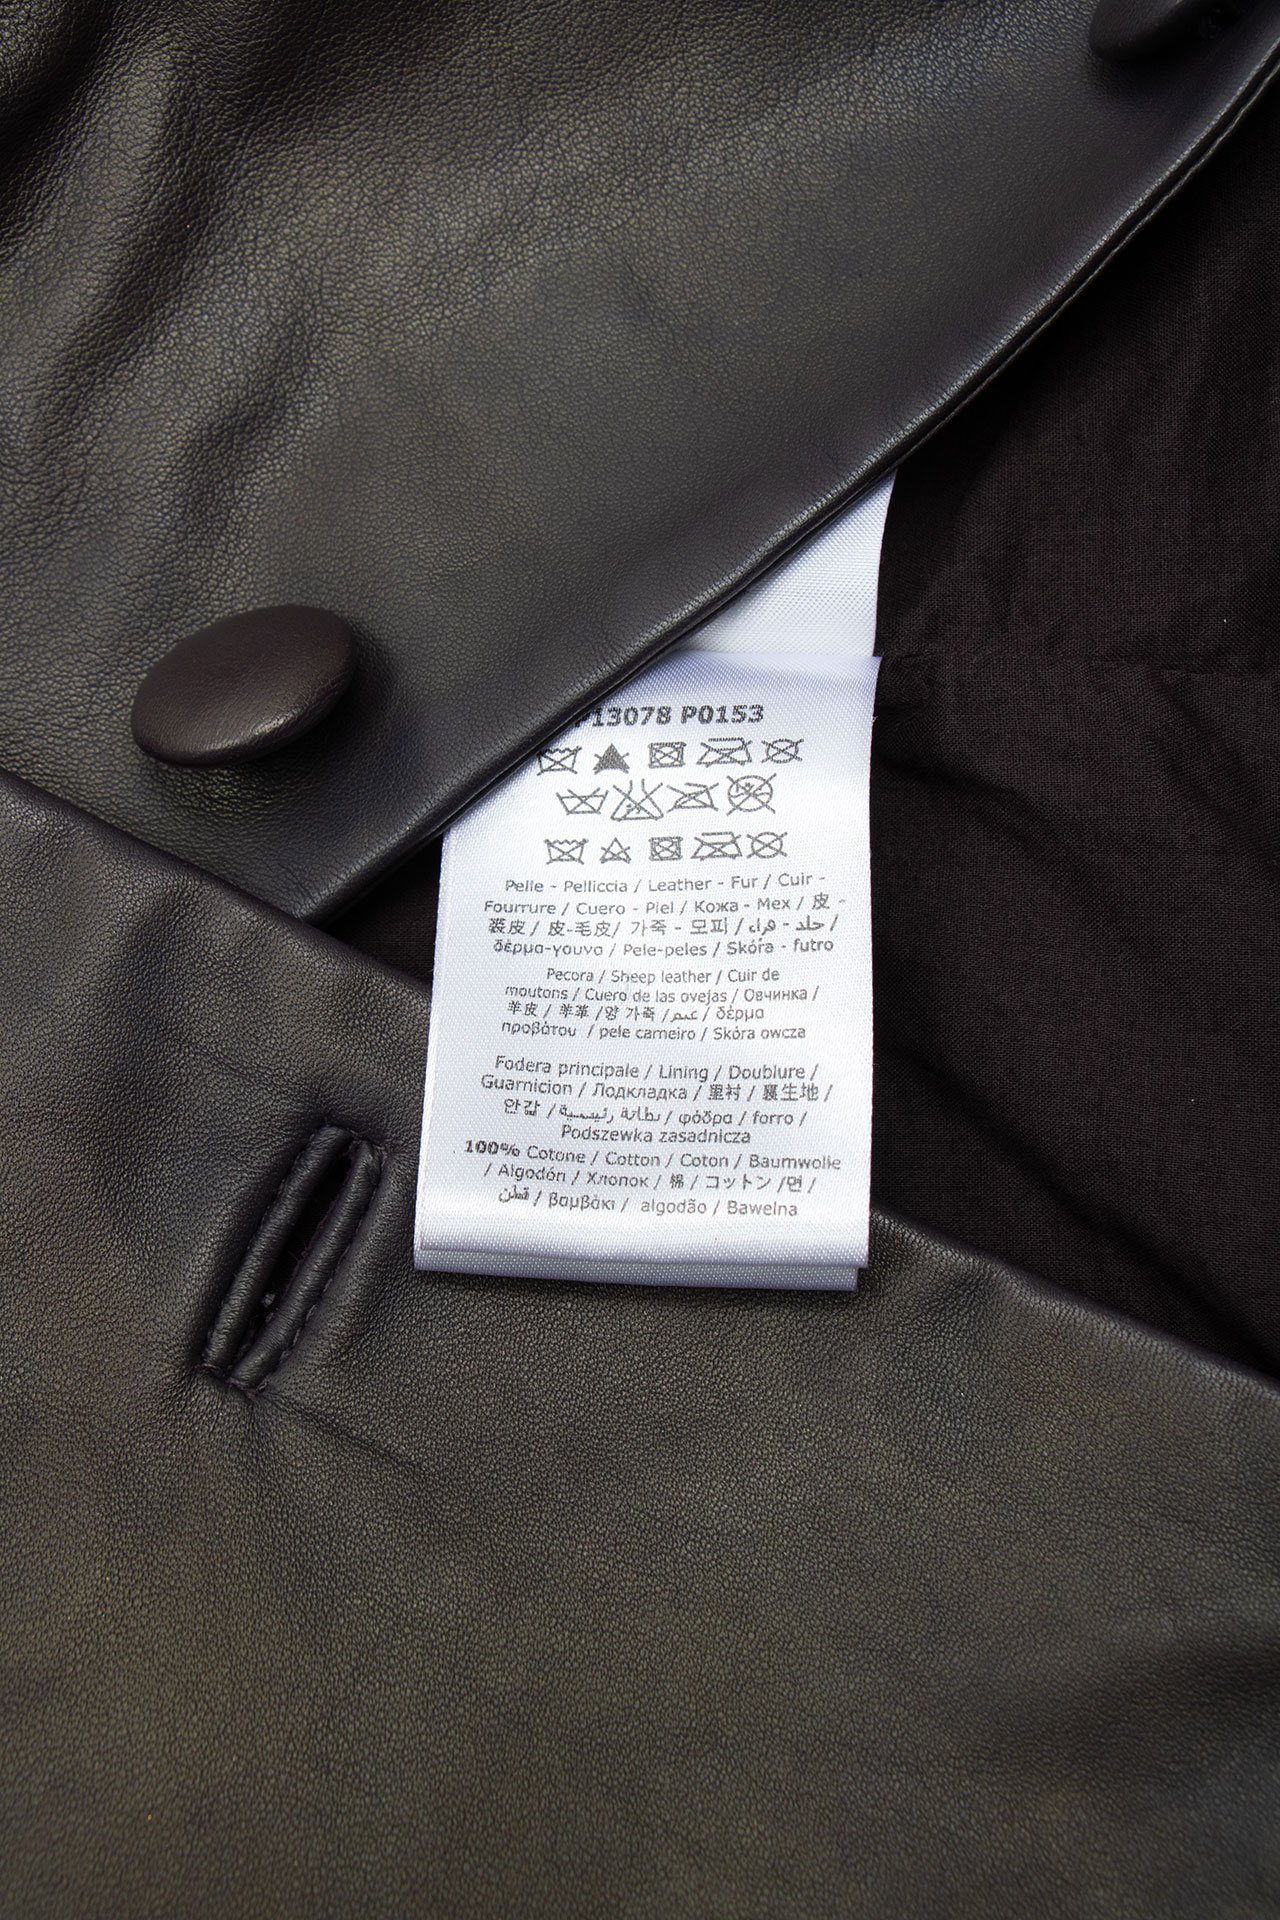 P13078 P0153
Pelle - Pelliccia / Leather - Fur / Cuir -
Fourrure / Cuero - Piel / Кожа - Мех / 皮 -
裘皮 / 皮-毛皮/ 가죽 - 모피 / جلد - فراء /
δέρμα-γουνα / Pele-peles / Skóra - futro
Pecora / Sheep leather / Cuir de
moutons / Cuero de las ovejas / Овчинка /
羊皮 / 羊革 /양 가죽 / غنم / δέρμα
προβάτου / pele carneiro / Skóra owcza
Fodera principale / Lining / Doublure /
Guarnicion / Лодкладка / 里衬 / 裏生地 /
안감 / بطانة رئيسية / φόδρα / forro /
Podszewka zasadnicza
100% Cotone / Cotton / Coton / Baumwolle
/ Algodón / Хлопок / 棉 / コットン /면 /
قطن / βαμβάκι / algodão / Bawelna